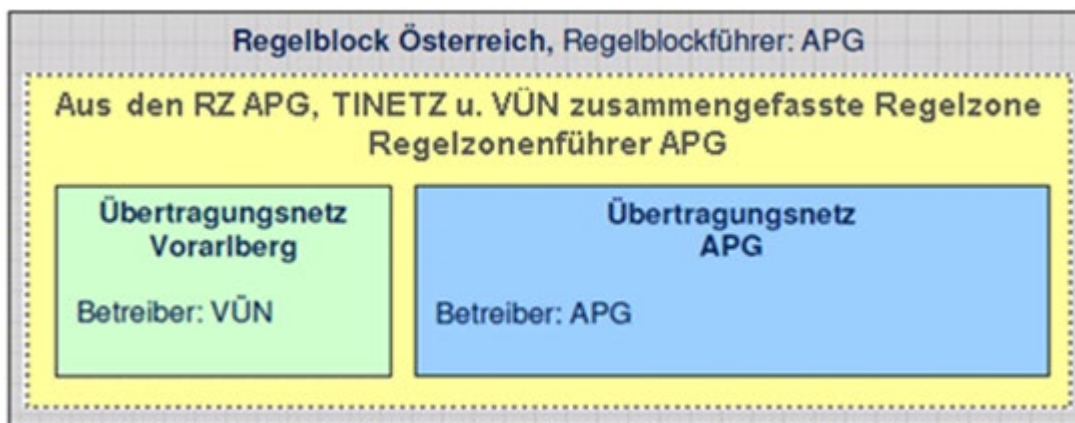 Regelblock Österreich, Regelblockführer: APG
Aus den RZ APG, TINETZ u. VÜN zusammengefasste Regelzone
Regelzonenführer APG
Übertragungsnetz
Vorarlberg
Betreiber: VÜN
Übertragungsnetz
APG
Betreiber: APG